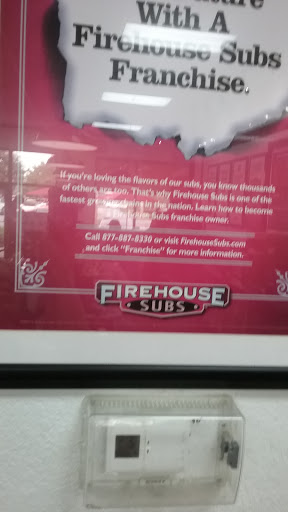 With A
Firehouse Subs
Franchise.
If you're loving the flavors of our subs, you know thousands
of others are too. That's why Firehouse Subs is one of the
fastest growing chains in the nation. Learn how to become
a Firehouse Subs franchise owner.
Call 877-887-8330 or visit FirehouseSubs.com
and click "Franchise" for more information.
FIREHOUSE
SUBS